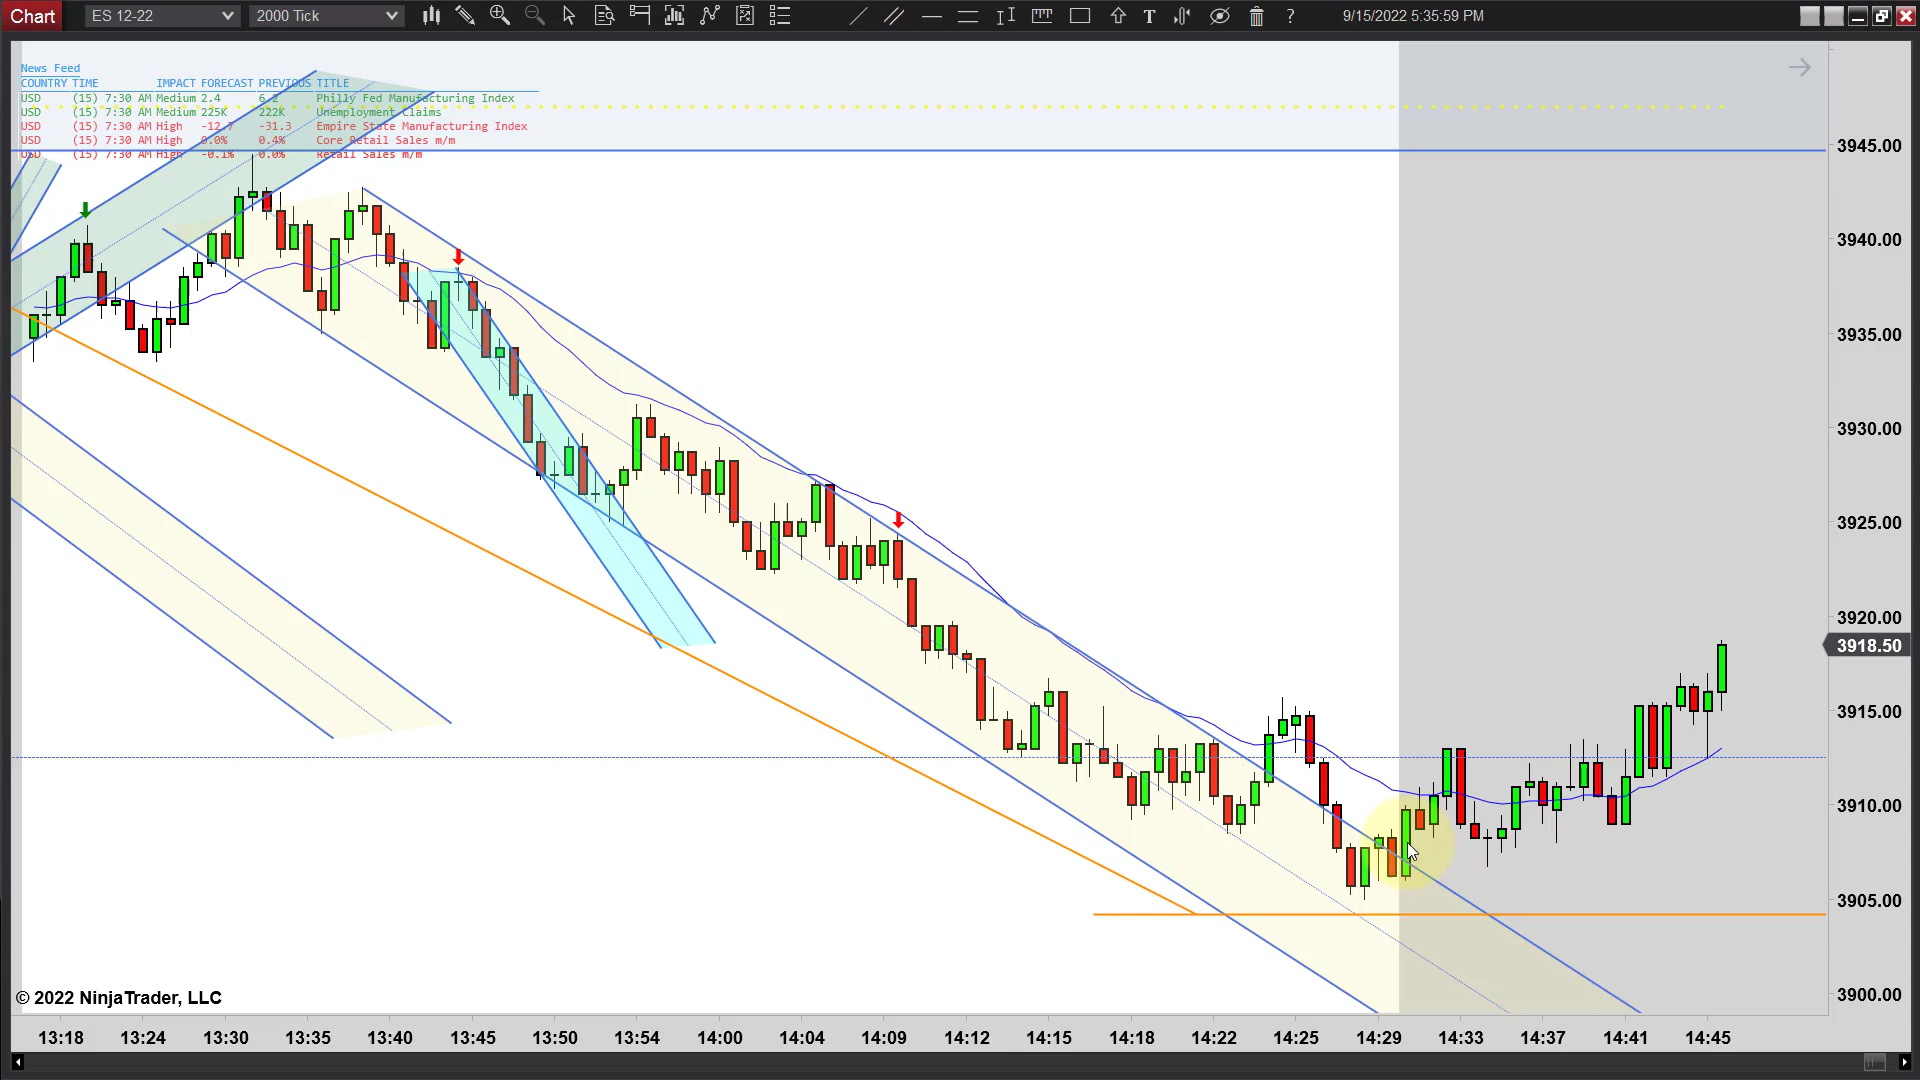 Chart ES 12-22 2000 Tick T ? 9/15/2022 5:35:59 PM
News Feed
COUNTRY TIME IMPACT FORECAST PREVIOUS TITLE
USD (15) 7:30 AM Medium 2.4 6.2 Philly Fed Manufacturing Index
USD (15) 7:30 AM Medium 225K 222K Unemployment Claims
USD (15) 7:30 AM High -12.7 -31.3 Empire State Manufacturing Index
USD (15) 7:30 AM High 0.0% 0.4% Core Retail Sales m/m
USD (15) 7:30 AM High -0.1% 0.0% Retail Sales m/m
3945.00
3940.00
3935.00
3930.00
3925.00
3920.00
3918.50
3915.00
3910.00
3905.00
3900.00
© 2022 NinjaTrader, LLC
13:18 13:24 13:30 13:35 13:40 13:45 13:50 13:54 14:00 14:04 14:09 14:12 14:15 14:18 14:22 14:25 14:29 14:33 14:37 14:41 14:45